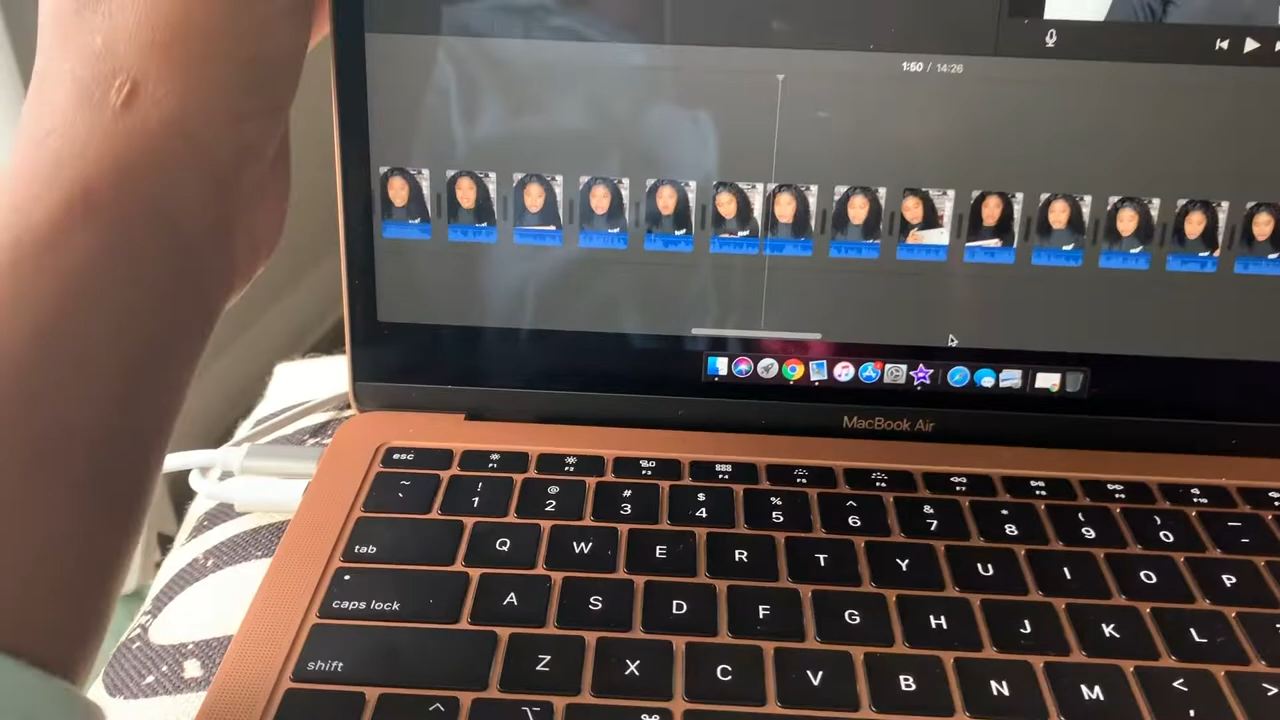 1:50 / 14:26
MacBook Air
esc F1 F2 F3 F4 F5 F6 F7 F8 F9 F10
~ ! @ # $ % ^ & * ( ) —
` 1 2 3 4 5 6 7 8 9 0 -
tab Q W E R T Y U I O P
caps lock A S D F G H J K L
shift Z X C V B N M < >
^ ⌥ ⌘ ,